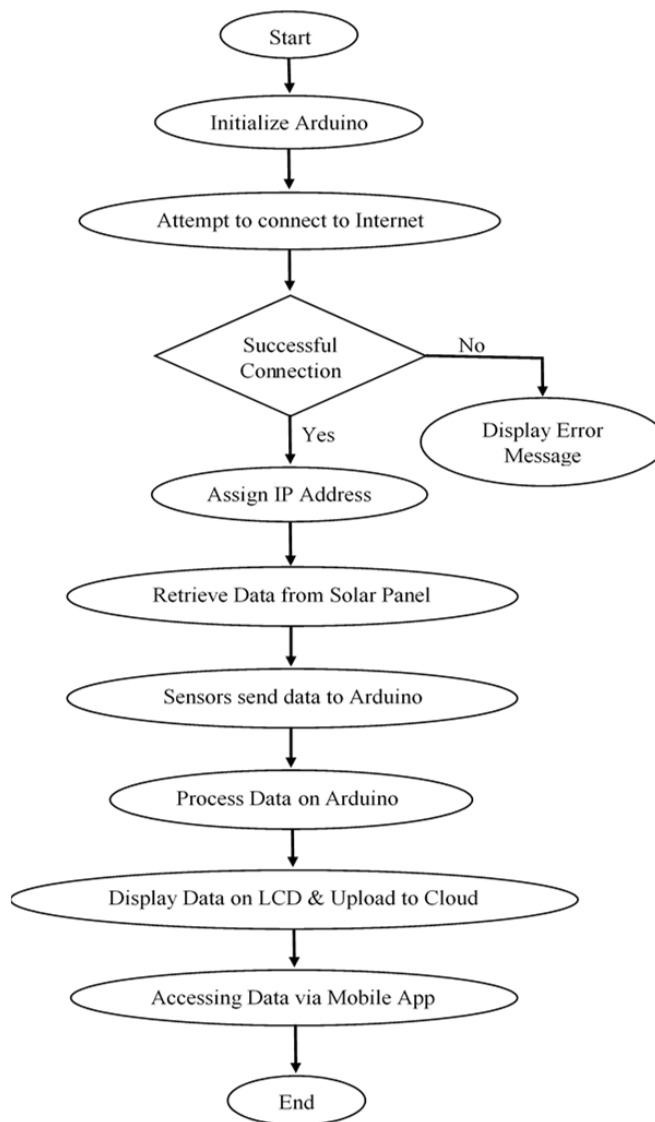 Start
Initialize Arduino
Attempt to connect to Internet
Successful
Connection
No
Display Error
Message
Yes
Assign IP Address
Retrieve Data from Solar Panel
Sensors send data to Arduino
Process Data on Arduino
Display Data on LCD & Upload to Cloud
Accessing Data via Mobile App
End